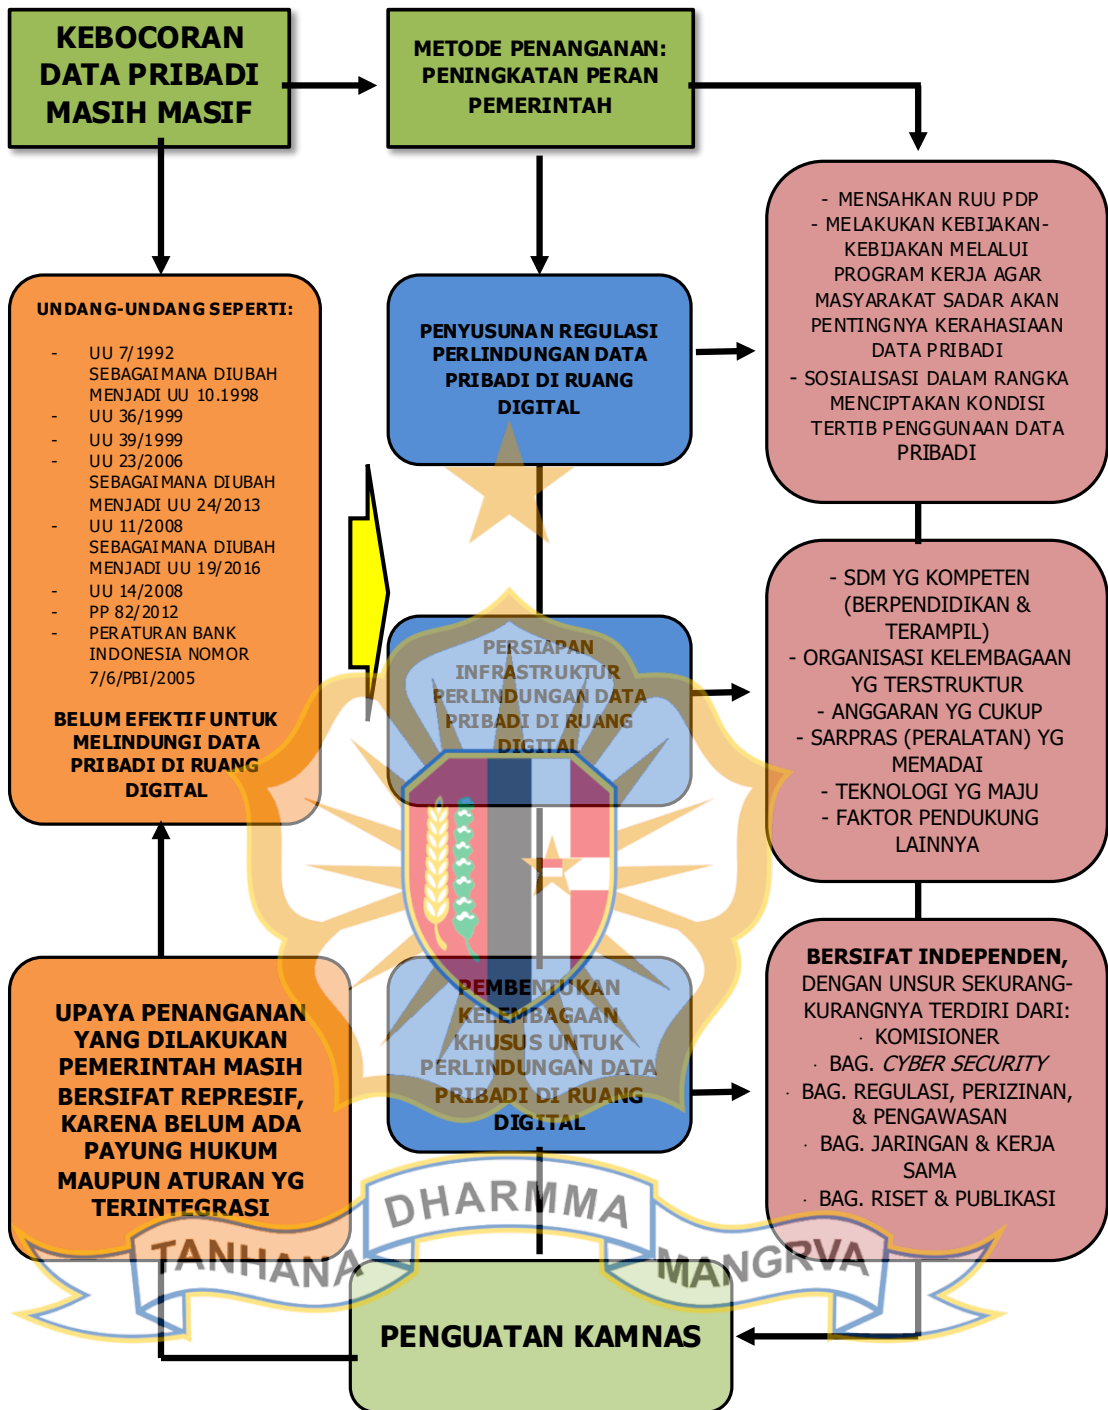 KEBOCORAN
DATA PRIBADI
MASIH MASIF
METODE PENANGANAN:
PENINGKATAN PERAN
PEMERINTAH
- MENSAHKAN RUU PDP
- MELAKUKAN KEBIJAKAN-
KEBIJAKAN MELALUI
PROGRAM KERJA AGAR
MASYARAKAT SADAR AKAN
PENTINGNYA KERAHASIAAN
DATA PRIBADI
- SOSIALISASI DALAM RANGKA
MENCIPTAKAN KONDISI
TERTIB PENGGUNAAN DATA
PRIBADI
UNDANG-UNDANG SEPERTI:
- UU 7/1992
SEBAGAIMANA DIUBAH
MENJADI UU 10.1998
- UU 36/1999
- UU 39/1999
- UU 23/2006
SEBAGAIMANA DIUBAH
MENJADI UU 24/2013
- UU 11/2008
SEBAGAIMANA DIUBAH
MENJADI UU 19/2016
- UU 14/2008
- PP 82/2012
- PERATURAN BANK
INDONESIA NOMOR
7/6/PBI/2005
BELUM EFEKTIF UNTUK
MELINDUNGI DATA
PRIBADI DI RUANG
DIGITAL
PENYUSUNAN REGULASI
PERLINDUNGAN DATA
PRIBADI DI RUANG
DIGITAL
PERSIAPAN
INFRASTRUKTUR
PERLINDUNGAN DATA
PRIBADI DI RUANG
DIGITAL
- SDM YG KOMPETEN
(BERPENDIDIKAN &
TERAMPIL)
- ORGANISASI KELEMBAGAAN
YG TERSTRUKTUR
- ANGGARAN YG CUKUP
- SARPRAS (PERALATAN) YG
MEMADAI
- TEKNOLOGI YG MAJU
- FAKTOR PENDUKUNG
LAINNYA
UPAYA PENANGANAN
YANG DILAKUKAN
PEMERINTAH MASIH
BERSIFAT REPRESIF,
KARENA BELUM ADA
PAYUNG HUKUM
MAUPUN ATURAN YG
TERINTEGRASI
PEMBENTUKAN
KELEMBAGAAN
KHUSUS UNTUK
PERLINDUNGAN DATA
PRIBADI DI RUANG
DIGITAL
BERSIFAT INDEPENDEN,
DENGAN UNSUR SEKURANG-
KURANGNYA TERDIRI DARI:
· KOMISIONER
· BAG. CYBER SECURITY
· BAG. REGULASI, PERIZINAN,
& PENGAWASAN
· BAG. JARINGAN & KERJA
SAMA
· BAG. RISET & PUBLIKASI
TANHANA DHARMMA MANGRVA
PENGUATAN KAMNAS